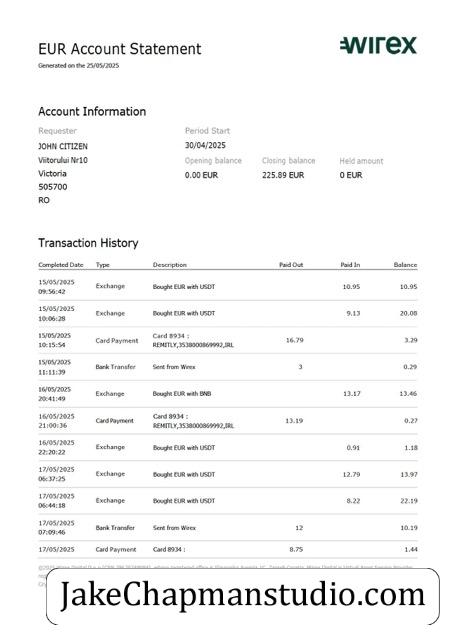 EUR Account Statement
wirex
Generated on the 25/05/2025
Account Information
Requester Period Start
JOHN CITIZEN 30/04/2025
Viitorului Nr10 Opening balance Closing balance Held amount
Victoria 0.00 EUR 225.89 EUR 0 EUR
505700
RO
Transaction History
Completed Date Type Description Paid Out Paid In Balance
15/05/2025
09:56:42 Exchange Bought EUR with USDT 10.95 10.95
15/05/2025
10:06:28 Exchange Bought EUR with USDT 9.13 20.08
15/05/2025 Card 8934 :
10:15:54 Card Payment REMITLY,3538000869992,IRL 16.79 3.29
15/05/2025
11:11:39 Bank Transfer Sent from Wirex 3 0.29
16/05/2025
20:41:49 Exchange Bought EUR with BNB 13.17 13.46
16/05/2025 Card 8934 :
21:00:36 Card Payment REMITLY,3538000869992,IRL 13.19 0.27
16/05/2025
22:20:22 Exchange Bought EUR with USDT 0.91 1.18
17/05/2025
06:37:25 Exchange Bought EUR with USDT 12.79 13.97
17/05/2025
06:44:18 Exchange Bought EUR with USDT 8.22 22.19
17/05/2025
07:09:46 Bank Transfer Sent from Wirex 12 10.19
17/05/2025 Card Payment Card 8934 : 8.75 1.44
JakeChapmanstudio.com